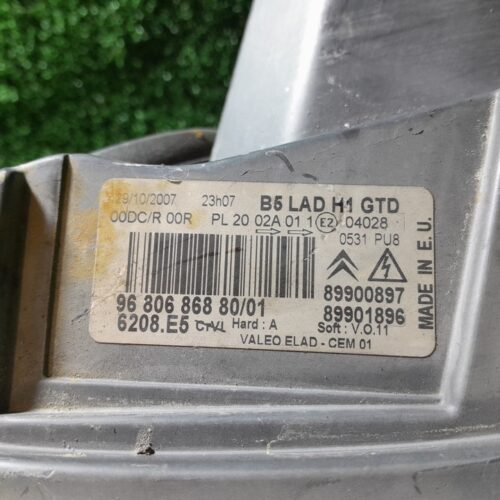 29/10/2007 23h07 B5 LAD H1 GTD
00DC/R 00R PL 20 02A 01 1 E2 04028
0531 PU8
96 806 868 80/01 89900897
6208.E5 C/VL Hard : A 89901896
Soft : V.0.11
VALEO ELAD - CEM 01
MADE IN E.U.